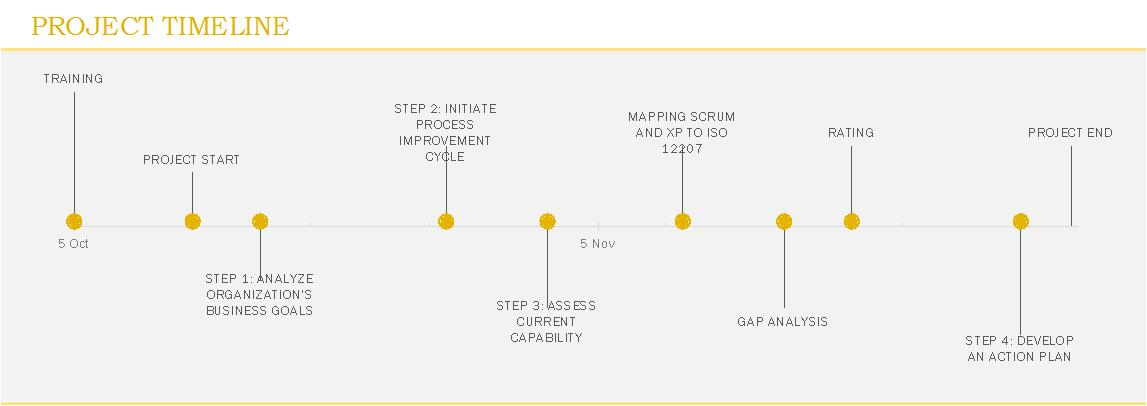 PROJECT TIMELINE
TRAINING
PROJECT START
STEP 1: ANALYZE
ORGANIZATION'S
BUSINESS GOALS
STEP 2: INITIATE
PROCESS
IMPROVEMENT
CYCLE
STEP 3: ASSESS
CURRENT
CAPABILITY
MAPPING SCRUM
AND XP TO ISO
12207
GAP ANALYSIS
RATING
STEP 4: DEVELOP
AN ACTION PLAN
PROJECT END
5 Oct
5 Nov